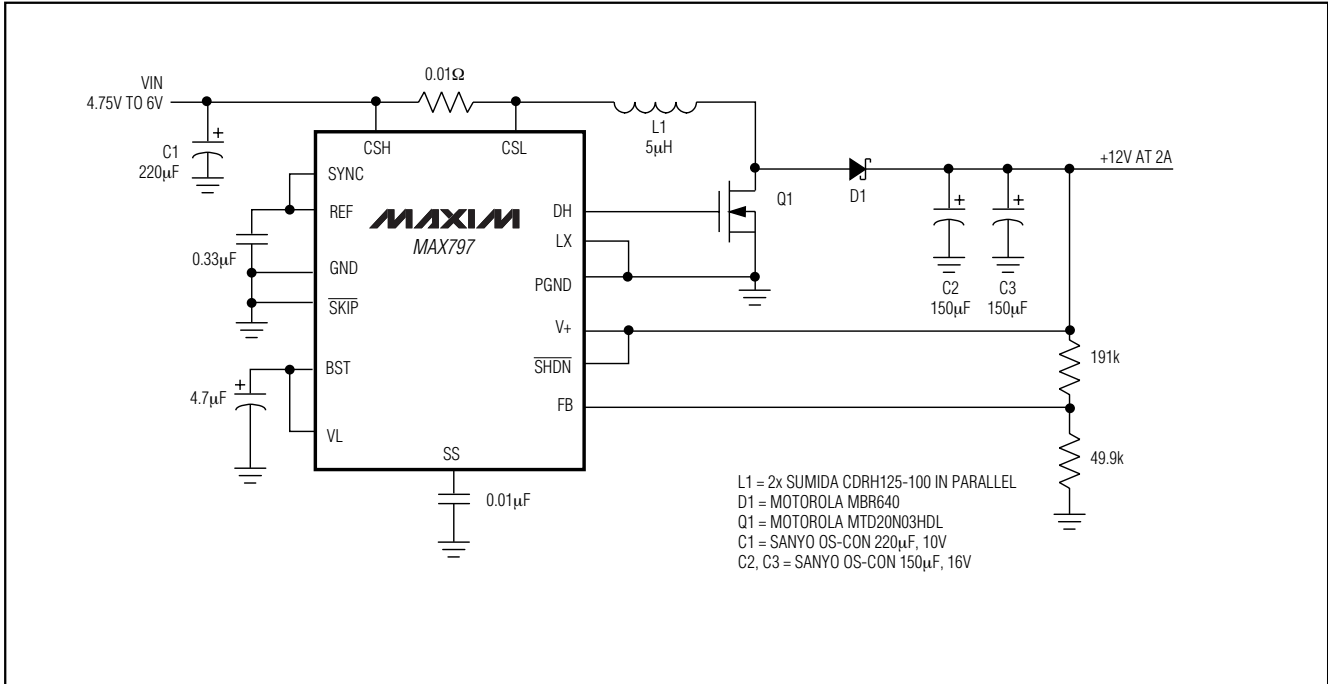 VIN
4.75V TO 6V
0.01Ω
C1
220µF
+
CSH
CSL
L1
5µH
+12V AT 2A
SYNC
REF
MAXIM
MAX797
DH
LX
PGND
Q1
D1
0.33µF
GND
SKIP
+
C2
150µF
+
C3
150µF
V+
SHDN
FB
191k
49.9k
BST
VL
+
4.7µF
SS
0.01µF
L1 = 2x SUMIDA CDRH125-100 IN PARALLEL
D1 = MOTOROLA MBR640
Q1 = MOTOROLA MTD20N03HDL
C1 = SANYO OS-CON 220µF, 10V
C2, C3 = SANYO OS-CON 150µF, 16V